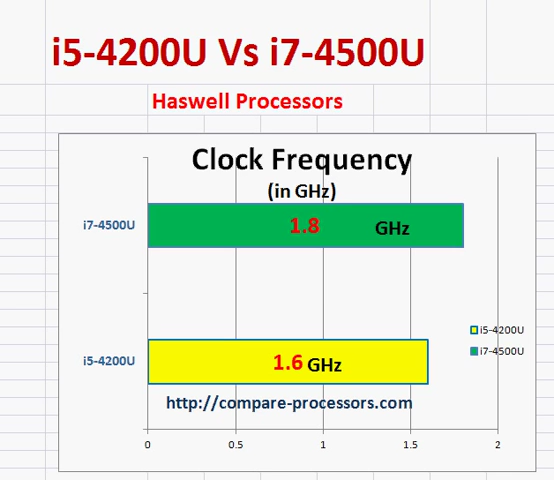 i5-4200U Vs i7-4500U
Haswell Processors
Clock Frequency
(in GHz)
i7-4500U
1.8 GHz
i5-4200U
i7-4500U
i5-4200U
1.6 GHz
http://compare-processors.com
0 0.5 1 1.5 2